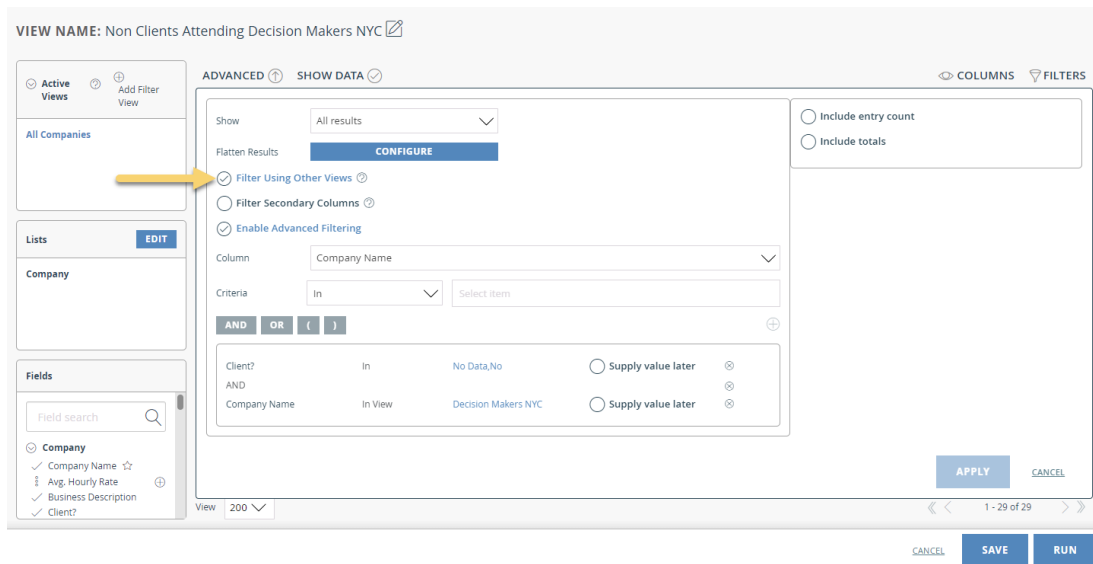 VIEW NAME: Non Clients Attending Decision Makers NYC
Active Views
Add Filter View
All Companies
Lists EDIT
Company
Fields
Field search
Company
Company Name
Avg. Hourly Rate
Business Description
Client?
ADVANCED SHOW DATA
COLUMNS FILTERS
Show All results
Flatten Results CONFIGURE
Filter Using Other Views
Filter Secondary Columns
Enable Advanced Filtering
Column Company Name
Criteria In Select item
AND OR ( )
Client? In No Data,No Supply value later
AND
Company Name In View Decision Makers NYC Supply value later
Include entry count
Include totals
APPLY CANCEL
View 200 1 - 29 of 29
CANCEL SAVE RUN